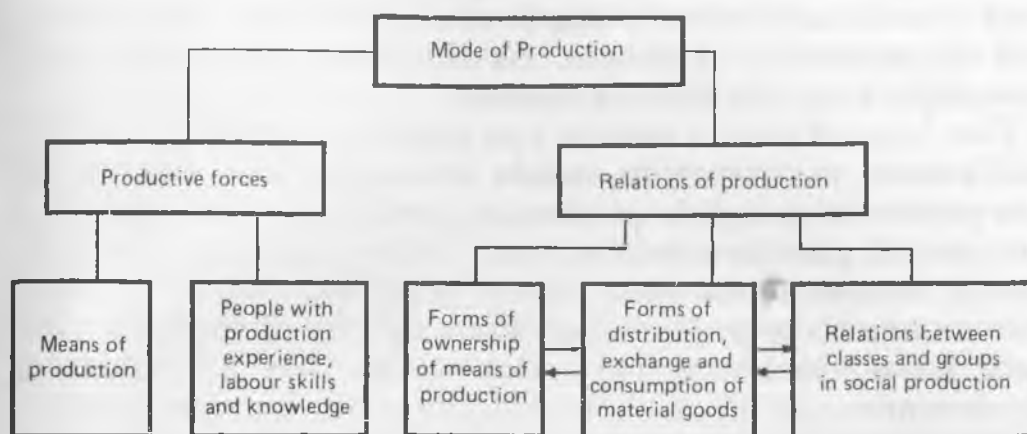 Mode of Production
Productive forces
Relations of production
Means of
production
People with
production
experience,
labour skills
and knowledge
Forms of
ownership
of means of
production
Forms of
distribution,
exchange and
consumption of
material goods
Relations between
classes and groups
in social production